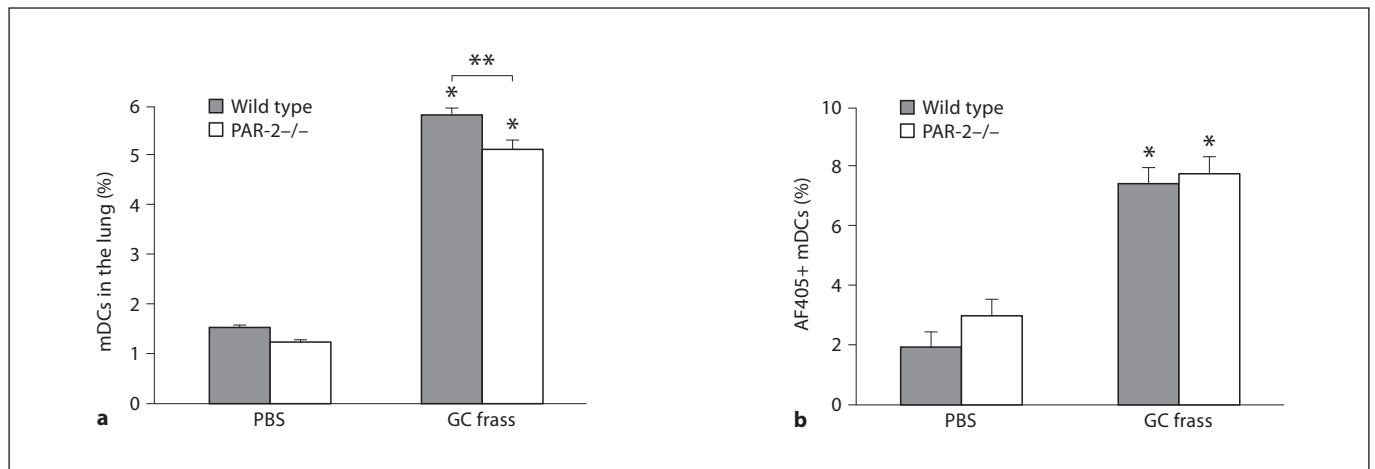 **
6
5
4
3
2
1
0
mDCs in the lung (%)
Wild type
PAR-2–/–
*
*
PBS
GC frass
a
10
8
6
4
2
0
AF405+ mDCs (%)
Wild type
PAR-2–/–
*
*
PBS
GC frass
b